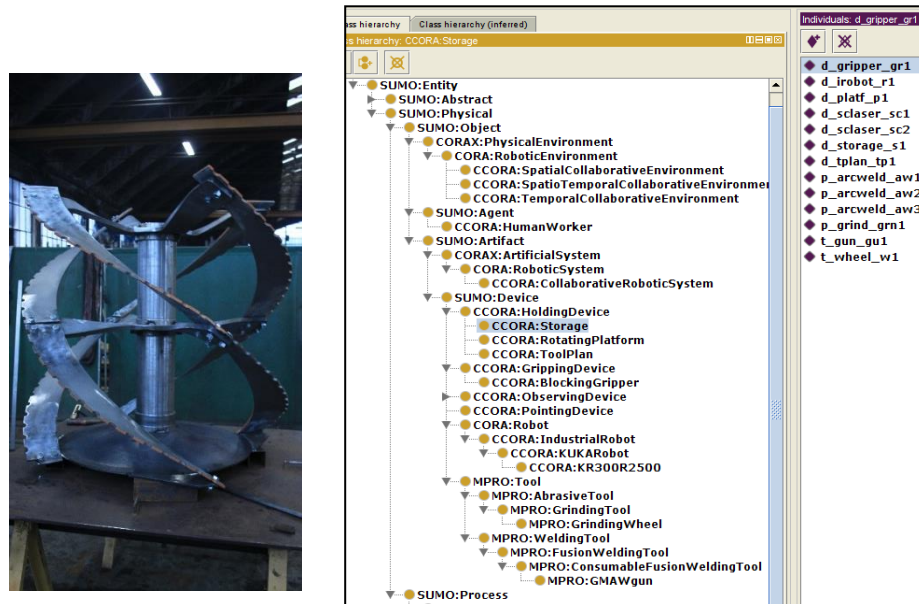 ass hierarchy
Class hierarchy (inferred)
ss hierarchy: CCORA:Storage
SUMO:Entity
SUMO:Abstract
SUMO:Physical
SUMO:Object
CORAX:PhysicalEnvironment
CORA:RoboticEnvironment
CCORA:SpatialCollaborativeEnvironment
CCORA:SpatioTemporalCollaborativeEnvironmen
CCORA:TemporalCollaborativeEnvironment
SUMO:Agent
CCORA:HumanWorker
SUMO:Artifact
CORAX:ArtificialSystem
CORA:RoboticSystem
CCORA:CollaborativeRoboticSystem
SUMO:Device
CCORA:HoldingDevice
CCORA:Storage
CCORA:RotatingPlatform
CCORA:ToolPlan
CCORA:GrippingDevice
CCORA:BlockingGripper
CCORA:ObservingDevice
CCORA:PointingDevice
CORA:Robot
CCORA:IndustrialRobot
CCORA:KUKARobot
CCORA:KR300R2500
MPRO:Tool
MPRO:AbrasiveTool
MPRO:GrindingTool
MPRO:GrindingWheel
MPRO:WeldingTool
MPRO:FusionWeldingTool
MPRO:ConsumableFusionWeldingTool
MPRO:GMAWgun
SUMO:Process
Individuals: d_gripper_gr1
d_gripper_gr1
d_irobot_r1
d_platf_p1
d_sclaser_sc1
d_sclaser_sc2
d_storage_s1
d_tplan_tp1
p_arcweld_aw1
p_arcweld_aw2
p_arcweld_aw3
p_grind_grn1
t_gun_gu1
t_wheel_w1